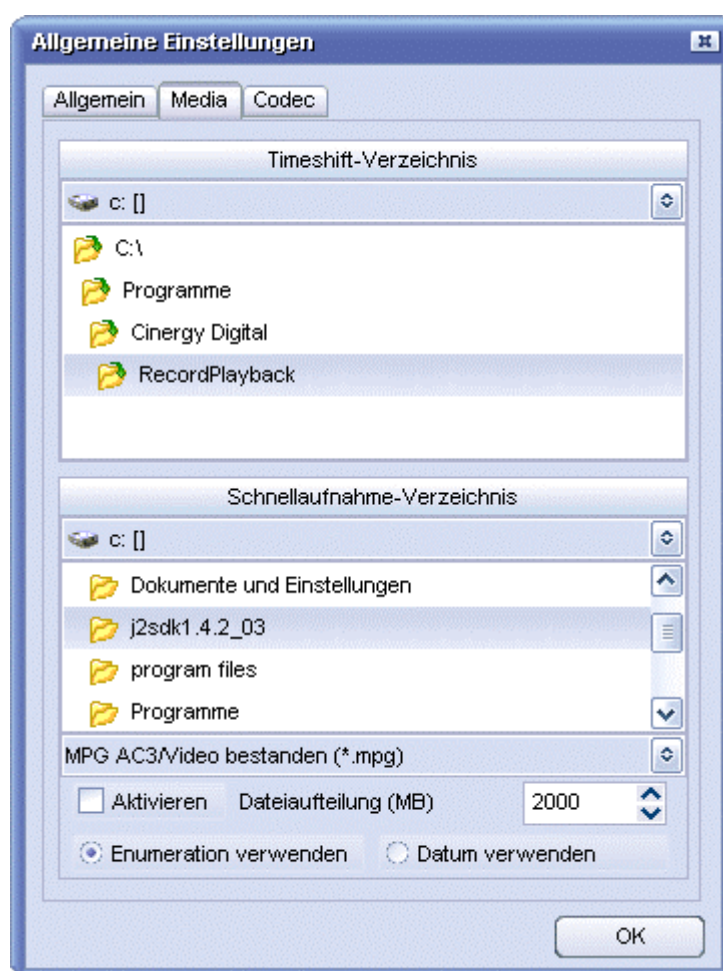 Allgemeine Einstellungen
Allgemein Media Codec
Timeshift-Verzeichnis
c: []
C:\
Programme
Cinergy Digital
RecordPlayback
Schnellaufnahme-Verzeichnis
c: []
Dokumente und Einstellungen
j2sdk1.4.2_03
program files
Programme
MPG AC3/Video bestanden (*.mpg)
Aktivieren Dateiaufteilung (MB) 2000
Enumeration verwenden Datum verwenden
OK